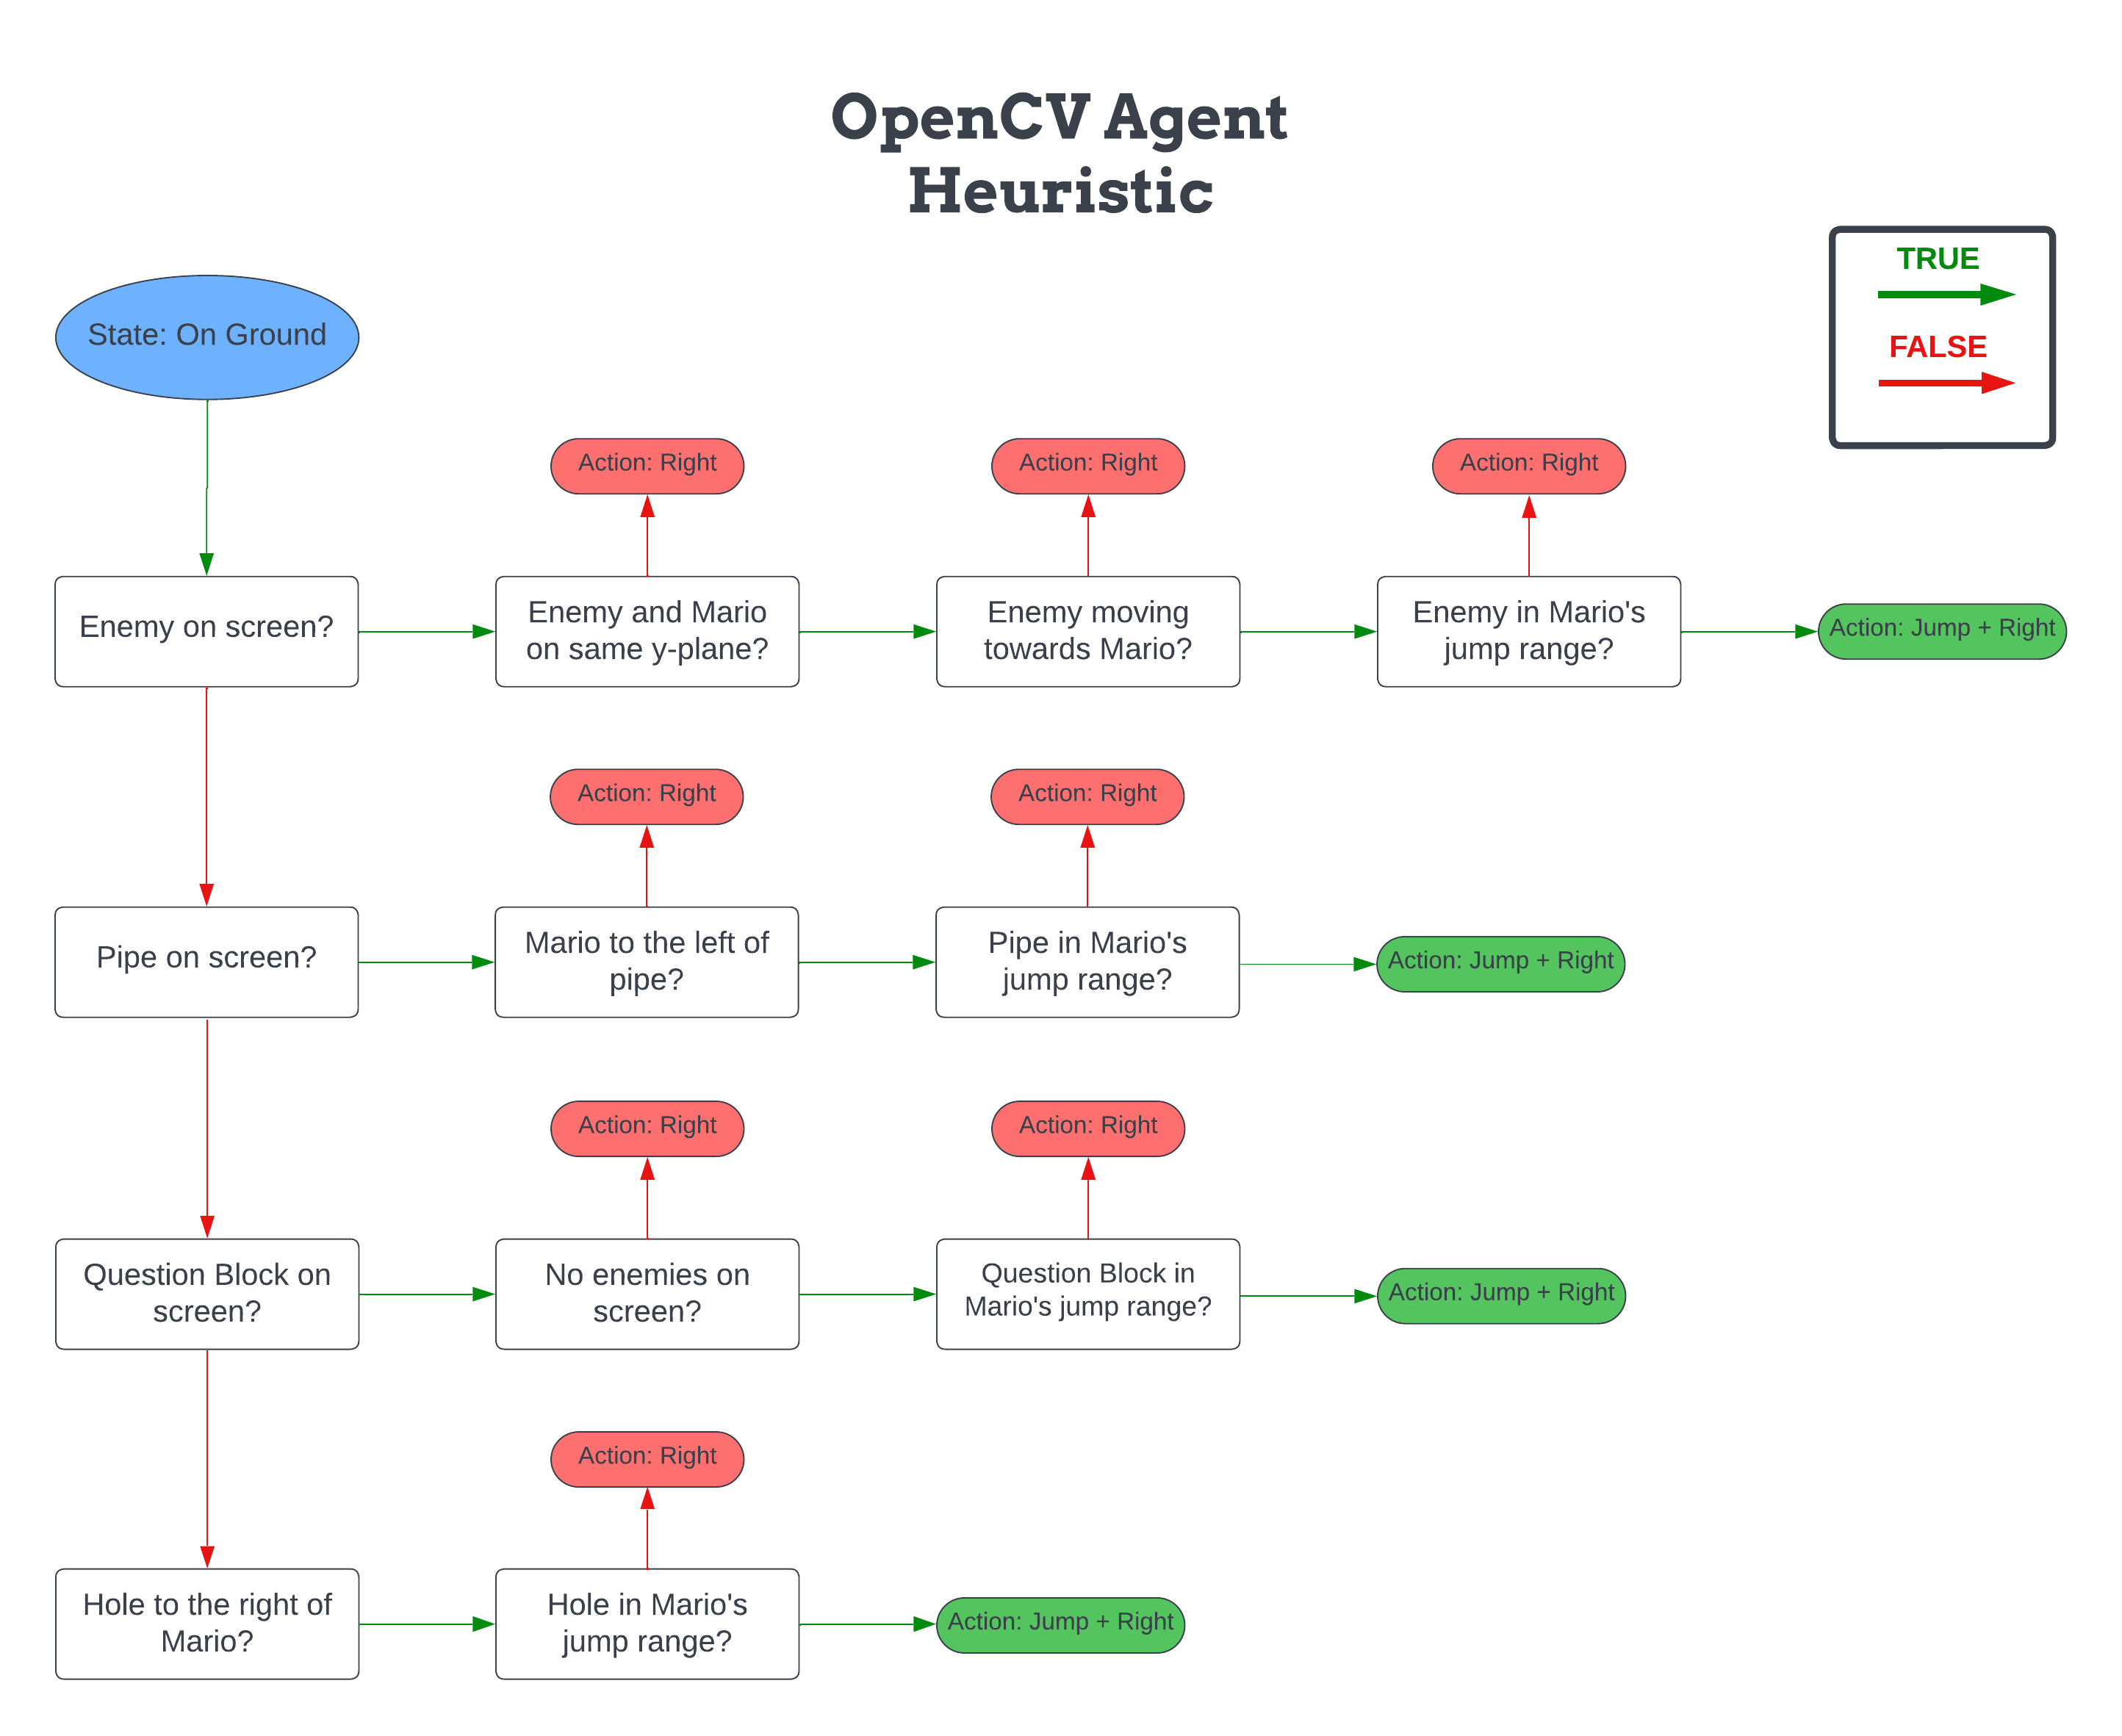 OpenCV Agent
Heuristic
TRUE
FALSE
State: On Ground
Action: Right
Action: Right
Action: Right
Enemy on screen?
Enemy and Mario
on same y-plane?
Enemy moving
towards Mario?
Enemy in Mario's
jump range?
Action: Jump + Right
Action: Right
Action: Right
Pipe on screen?
Mario to the left of
pipe?
Pipe in Mario's
jump range?
Action: Jump + Right
Action: Right
Action: Right
Question Block on
screen?
No enemies on
screen?
Question Block in
Mario's jump range?
Action: Jump + Right
Action: Right
Hole to the right of
Mario?
Hole in Mario's
jump range?
Action: Jump + Right